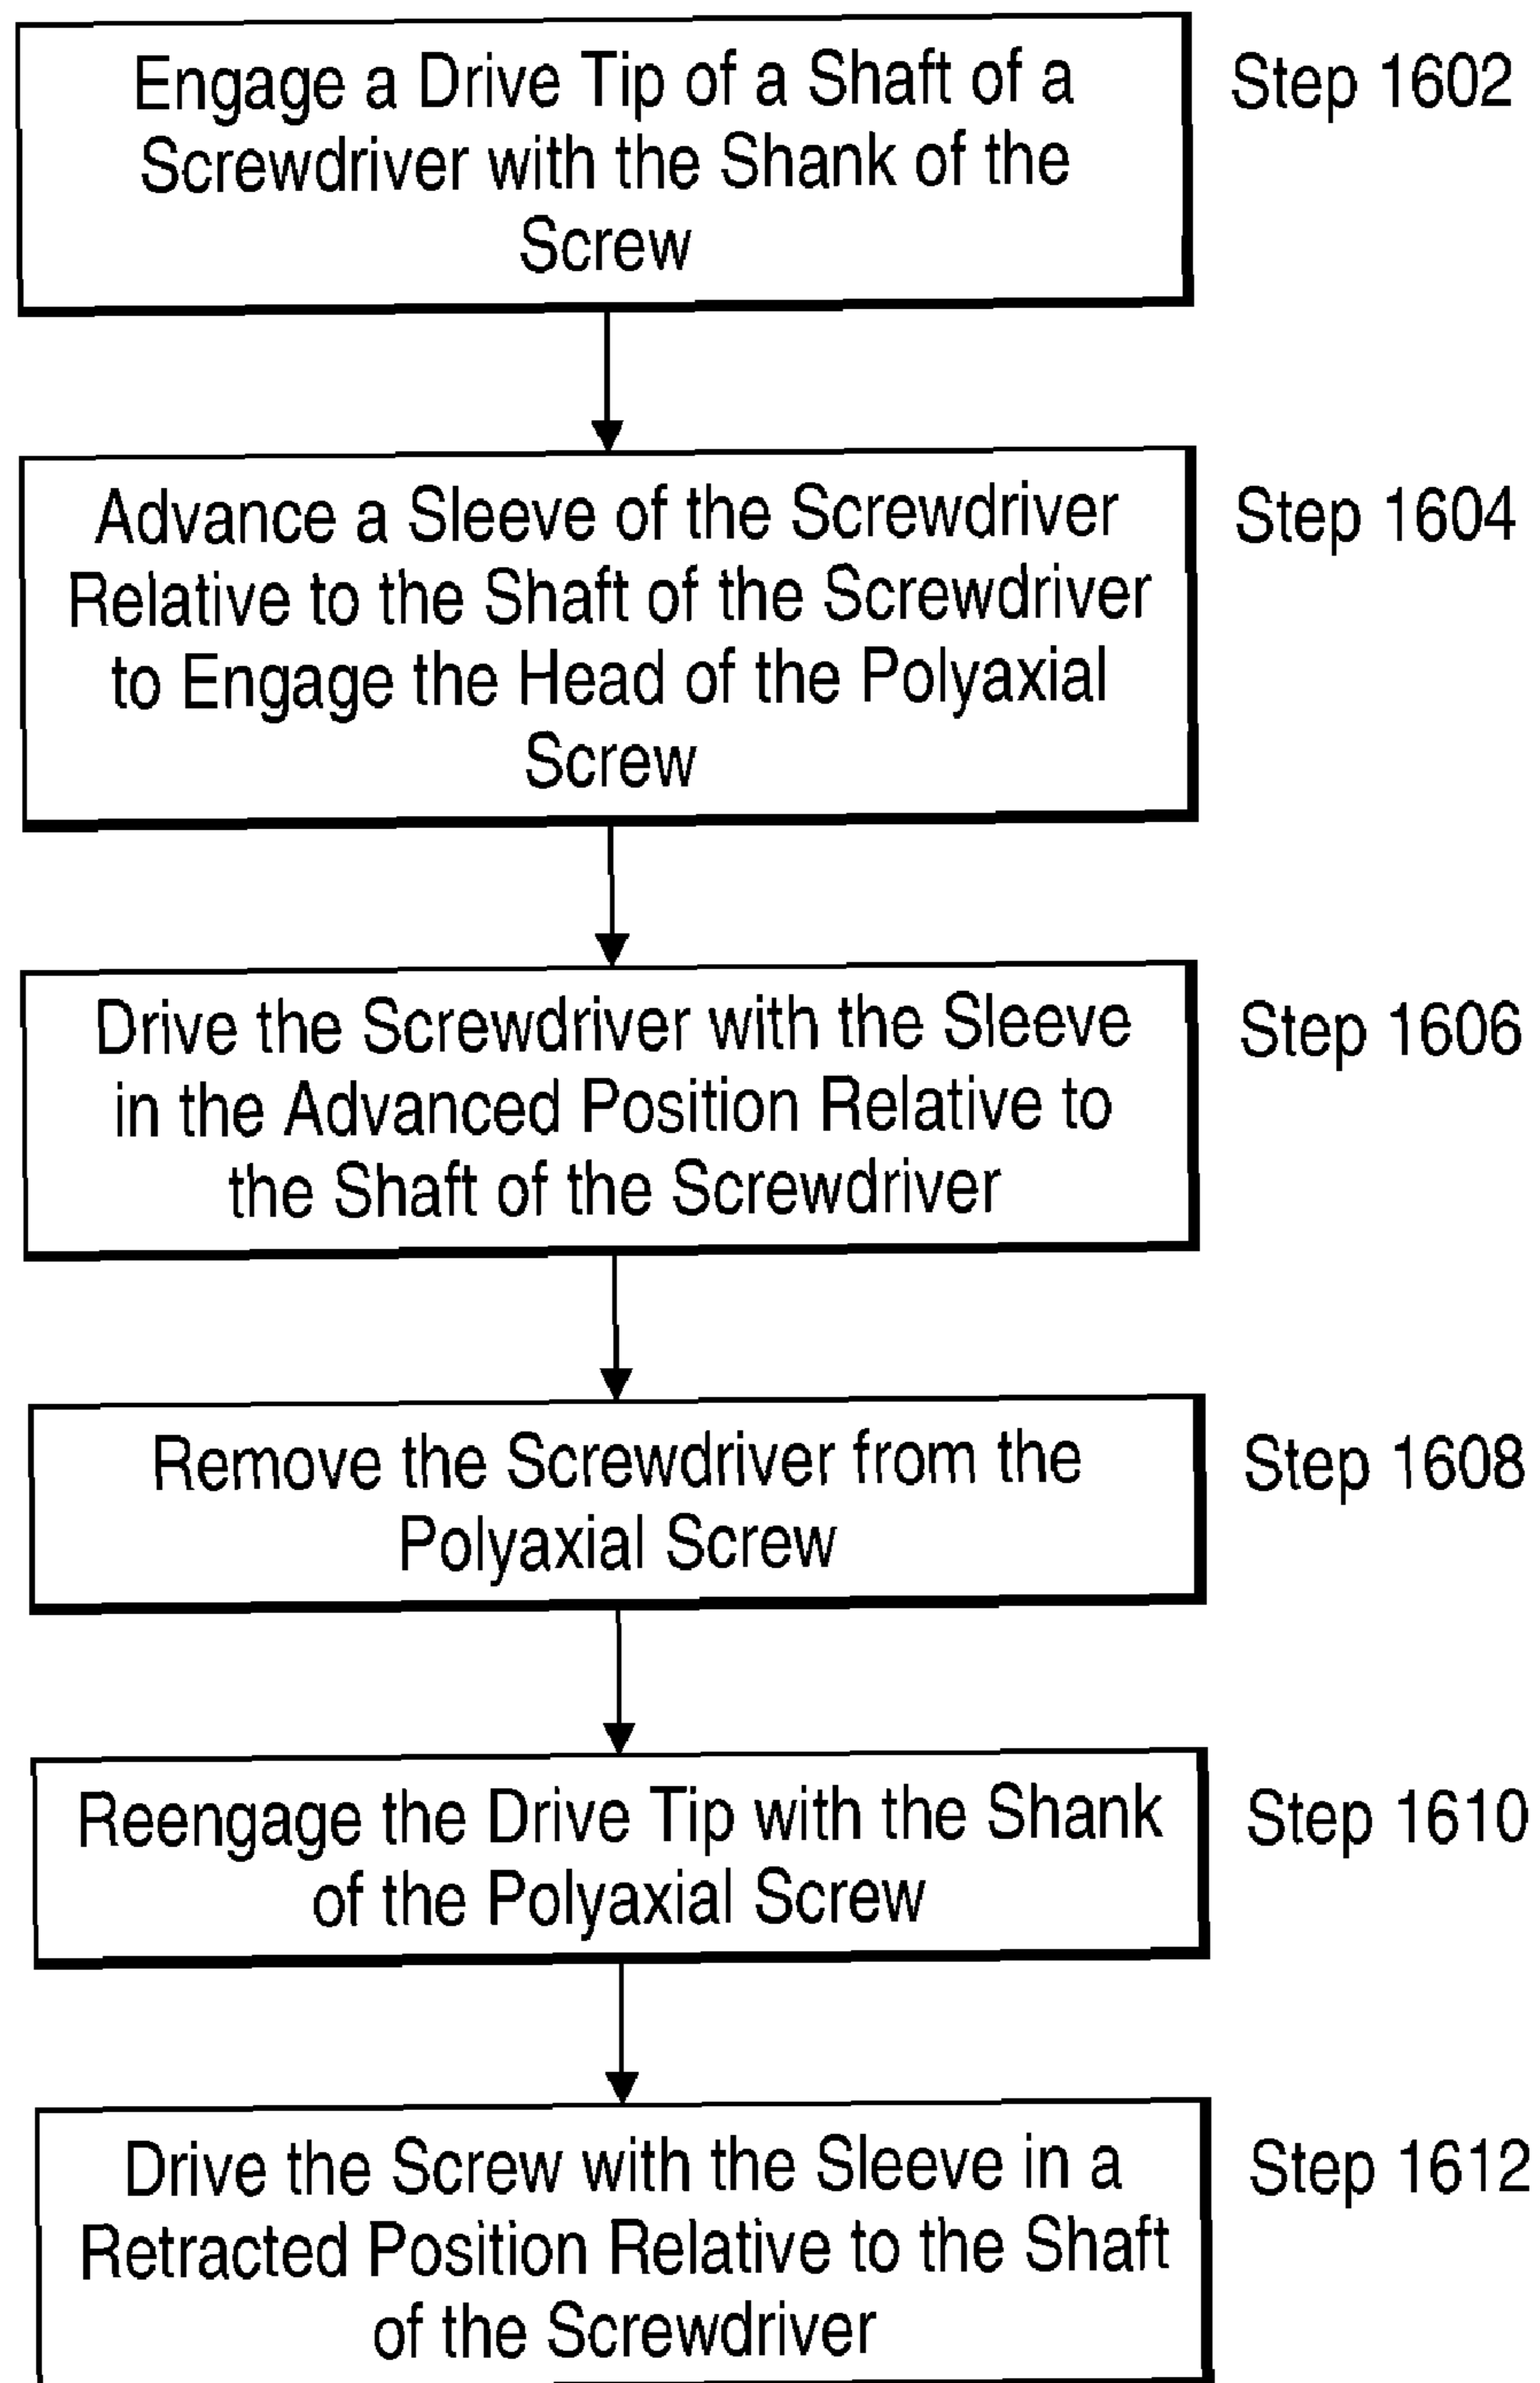 Engage a Drive Tip of a Shaft of a
Screwdriver with the Shank of the
Screw
Step 1602
Advance a Sleeve of the Screwdriver
Relative to the Shaft of the Screwdriver
to Engage the Head of the Polyaxial
Screw
Step 1604
Drive the Screwdriver with the Sleeve
in the Advanced Position Relative to
the Shaft of the Screwdriver
Step 1606
Remove the Screwdriver from the
Polyaxial Screw
Step 1608
Reengage the Drive Tip with the Shank
of the Polyaxial Screw
Step 1610
Drive the Screw with the Sleeve in a
Retracted Position Relative to the Shaft
of the Screwdriver
Step 1612